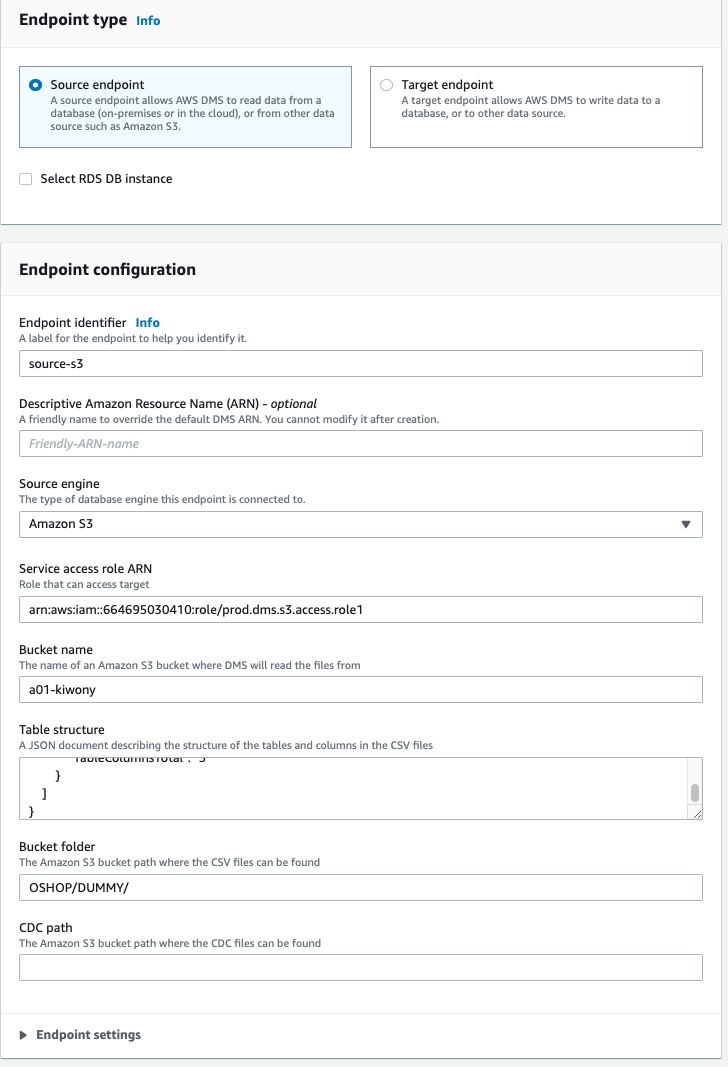 Endpoint type Info
Source endpoint
A source endpoint allows AWS DMS to read data from a
database (on-premises or in the cloud), or from other data
source such as Amazon S3.
Target endpoint
A target endpoint allows AWS DMS to write data to a
database, or to other data source.
Select RDS DB instance
Endpoint configuration
Endpoint identifier Info
A label for the endpoint to help you identify it.
source-s3
Descriptive Amazon Resource Name (ARN) - optional
A friendly name to override the default DMS ARN. You cannot modify it after creation.
Friendly-ARN-name
Source engine
The type of database engine this endpoint is connected to.
Amazon S3
Service access role ARN
Role that can access target
arn:aws:iam::664695030410:role/prod.dms.s3.access.role1
Bucket name
The name of an Amazon S3 bucket where DMS will read the files from
a01-kiwony
Table structure
A JSON document describing the structure of the tables and columns in the CSV files
}
]
}
Bucket folder
The Amazon S3 bucket path where the CSV files can be found
OSHOP/DUMMY/
CDC path
The Amazon S3 bucket path where the CDC files can be found
Endpoint settings